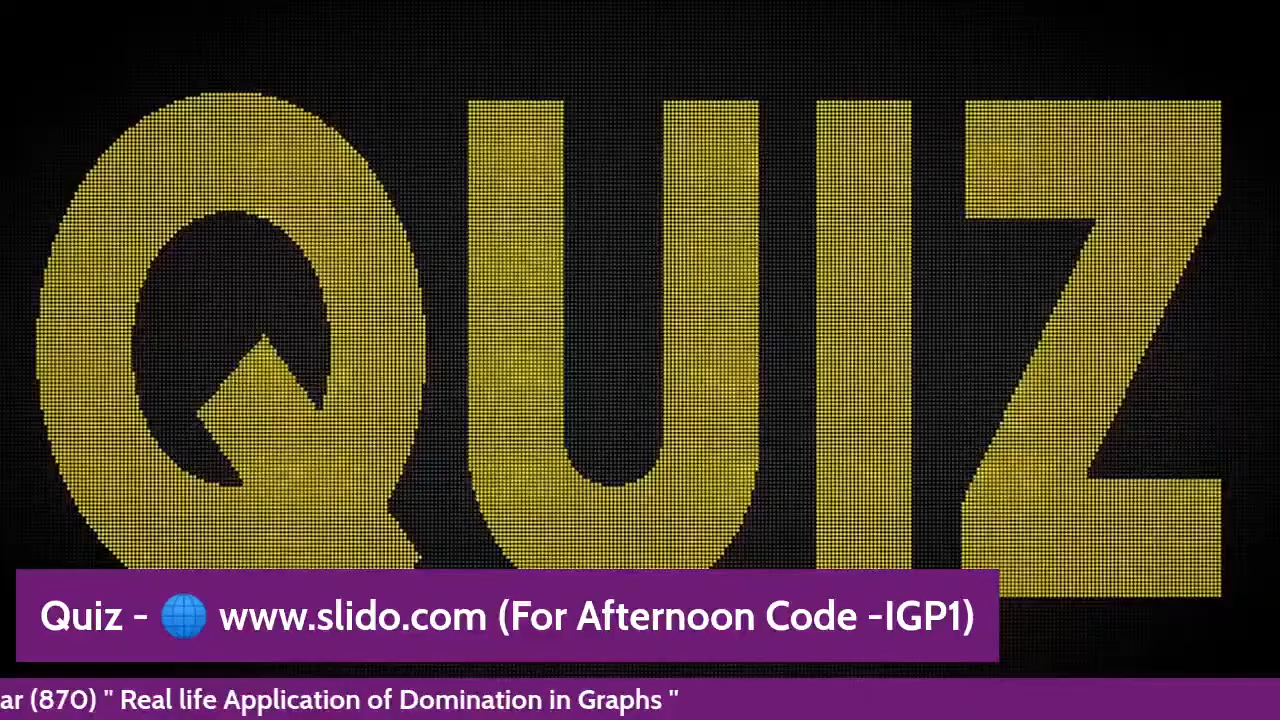 QUIZ
Quiz - 🌐 www.slido.com (For Afternoon Code -IGP1)
ar (870) " Real life Application of Domination in Graphs "